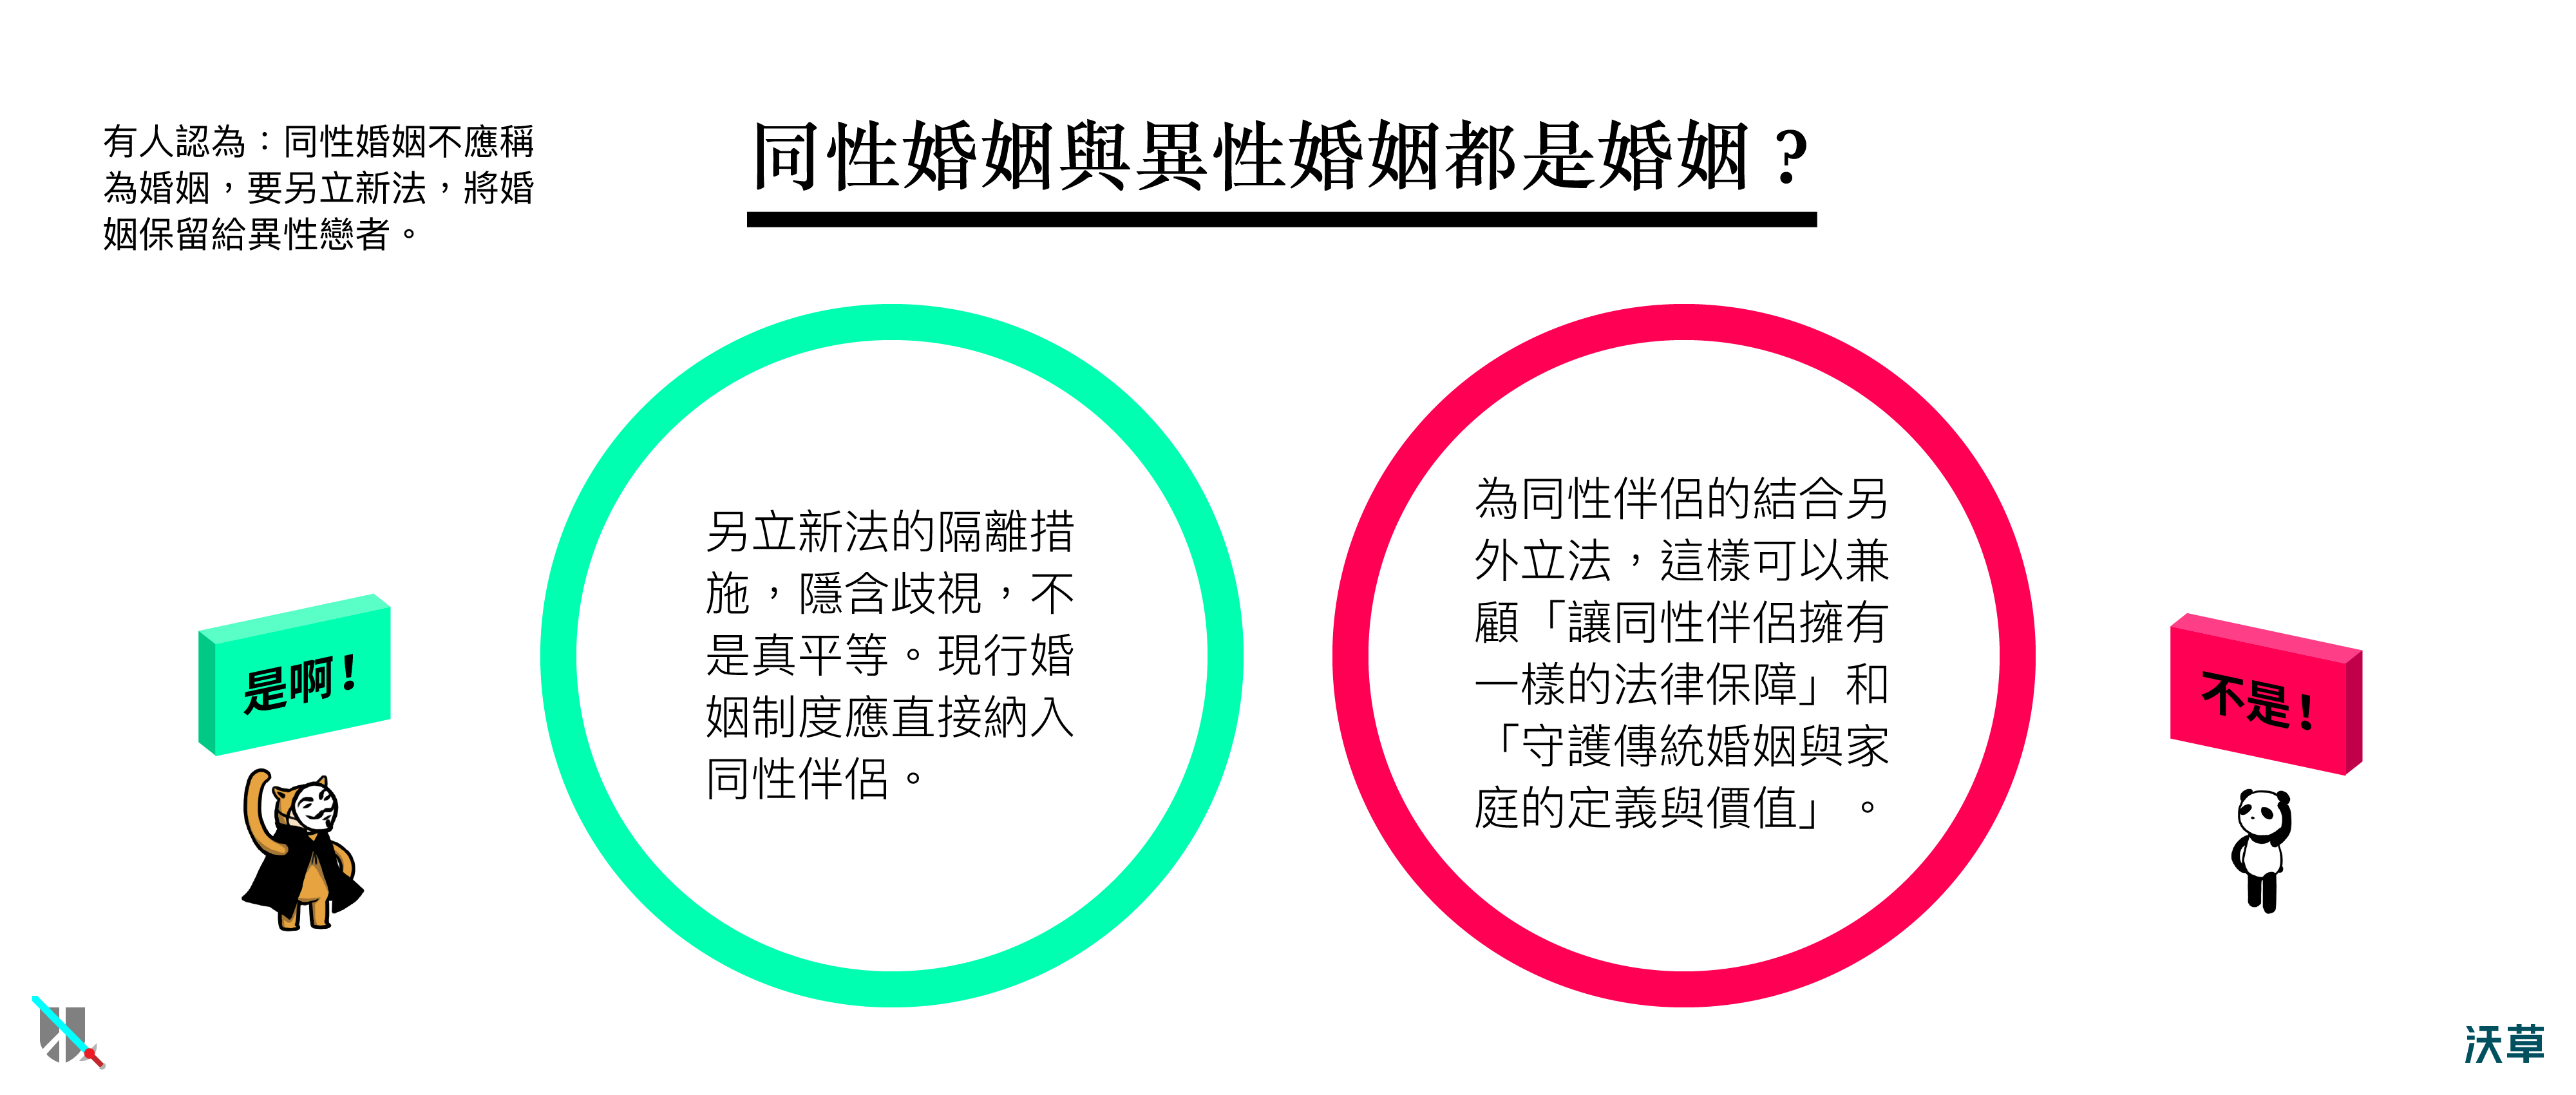 有人認為：同性婚姻不應稱
為婚姻，要另立新法，將婚
姻保留給異性戀者。
同性婚姻與異性婚姻都是婚姻？
另立新法的隔離措
施，隱含歧視，不
是真平等。現行婚
姻制度應直接納入
同性伴侶。
為同性伴侶的結合另
外立法，這樣可以兼
顧「讓同性伴侶擁有
一樣的法律保障」和
「守護傳統婚姻與家
庭的定義與價值」。
是啊！
不是！
沃草